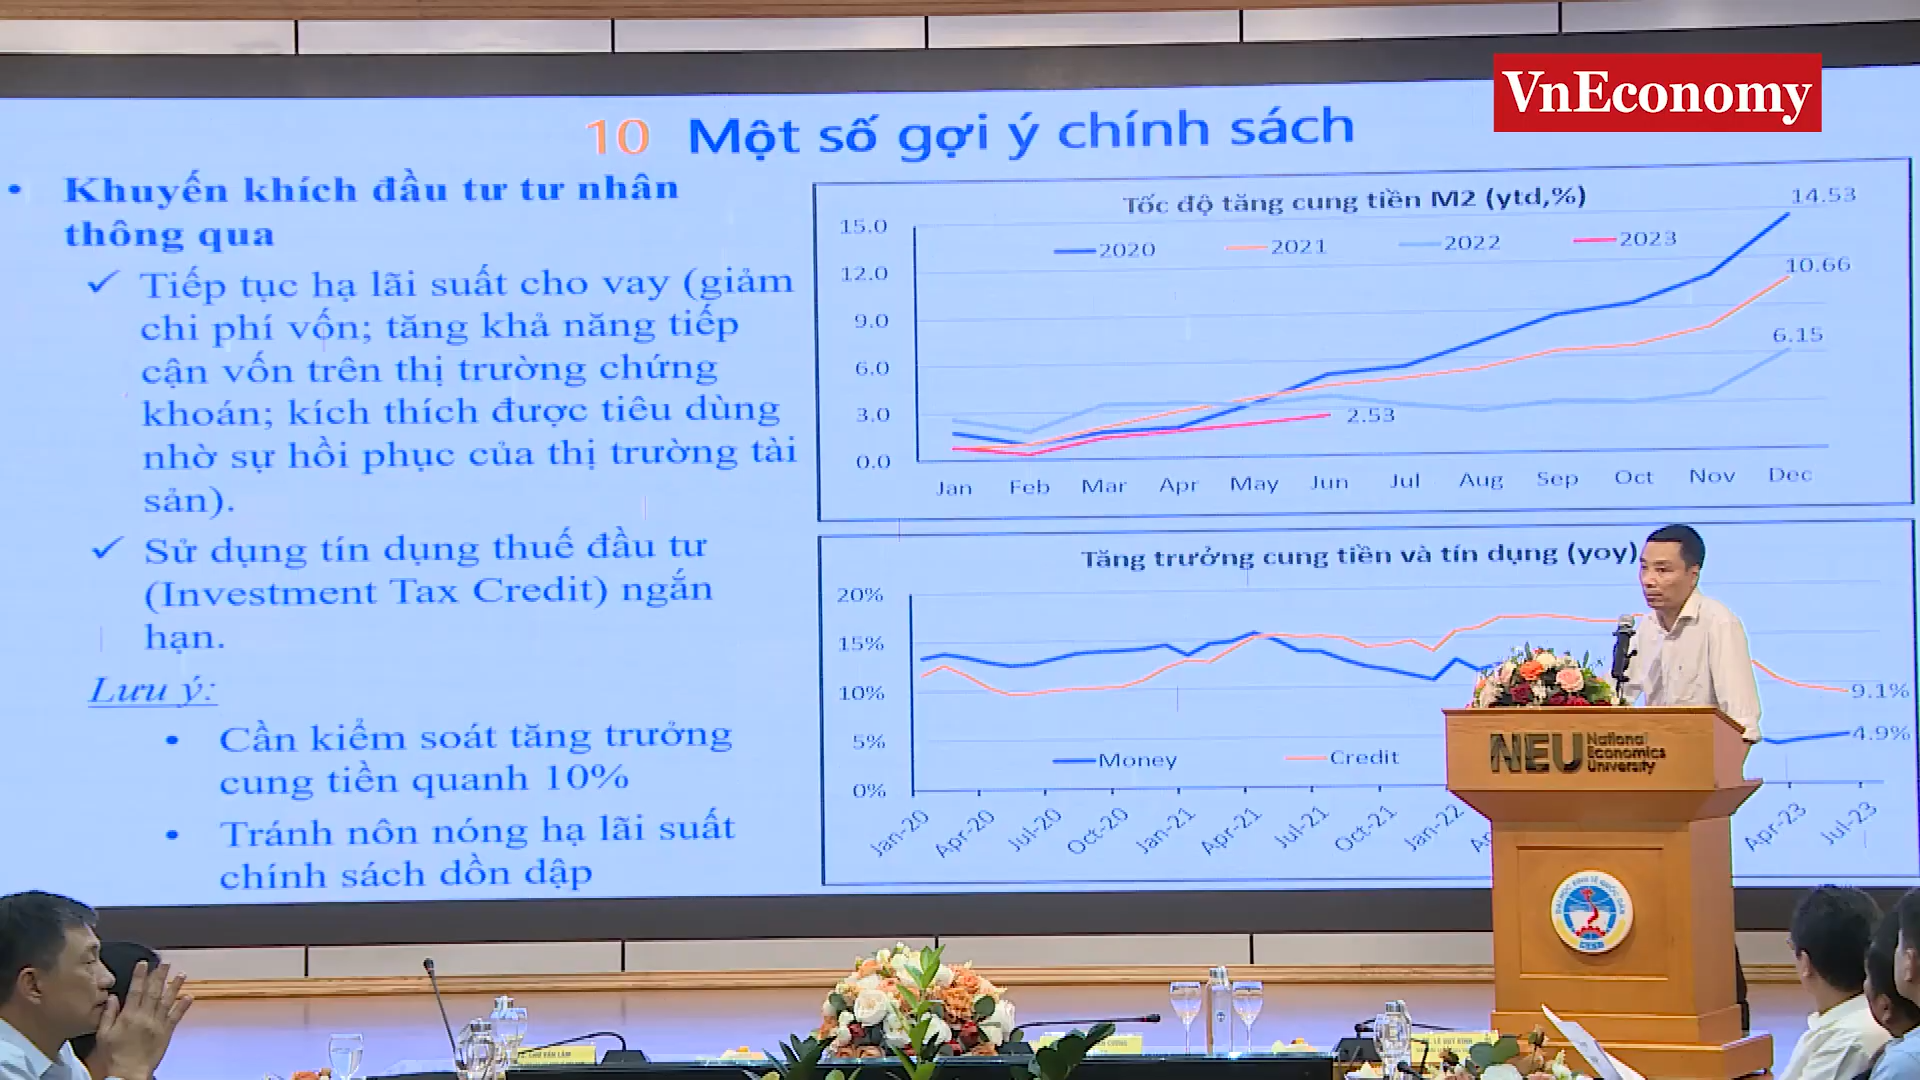 VnEconomy
10 Một số gợi ý chính sách
• Khuyến khích đầu tư tư nhân
thông qua
✓ Tiếp tục hạ lãi suất cho vay (giảm
chi phí vốn; tăng khả năng tiếp
cận vốn trên thị trường chứng
khoán; kích thích được tiêu dùng
nhờ sự hồi phục của thị trường tài
sản).
✓ Sử dụng tín dụng thuế đầu tư
(Investment Tax Credit) ngắn
hạn.
Lưu ý:
• Cần kiểm soát tăng trưởng
cung tiền quanh 10%
• Tránh nôn nóng hạ lãi suất
chính sách dồn dập
Tốc độ tăng cung tiền M2 (ytd,%)
14.53
15.0
2020 2021 2022 2023
12.0
10.66
9.0
6.15
6.0
3.0
2.53
0.0
Jan Feb Mar Apr May Jun Jul Aug Sep Oct Nov Dec
Tăng trưởng cung tiền và tín dụng (yoy)
20%
15%
10%
9.1%
5%
4.9%
Money Credit
0%
Jan-20 Apr-20 Jul-20 Oct-20 Jan-21 Apr-21 Jul-21 Oct-21 Jan-22 Apr-23 Jul-23
NEU National
Economics
University